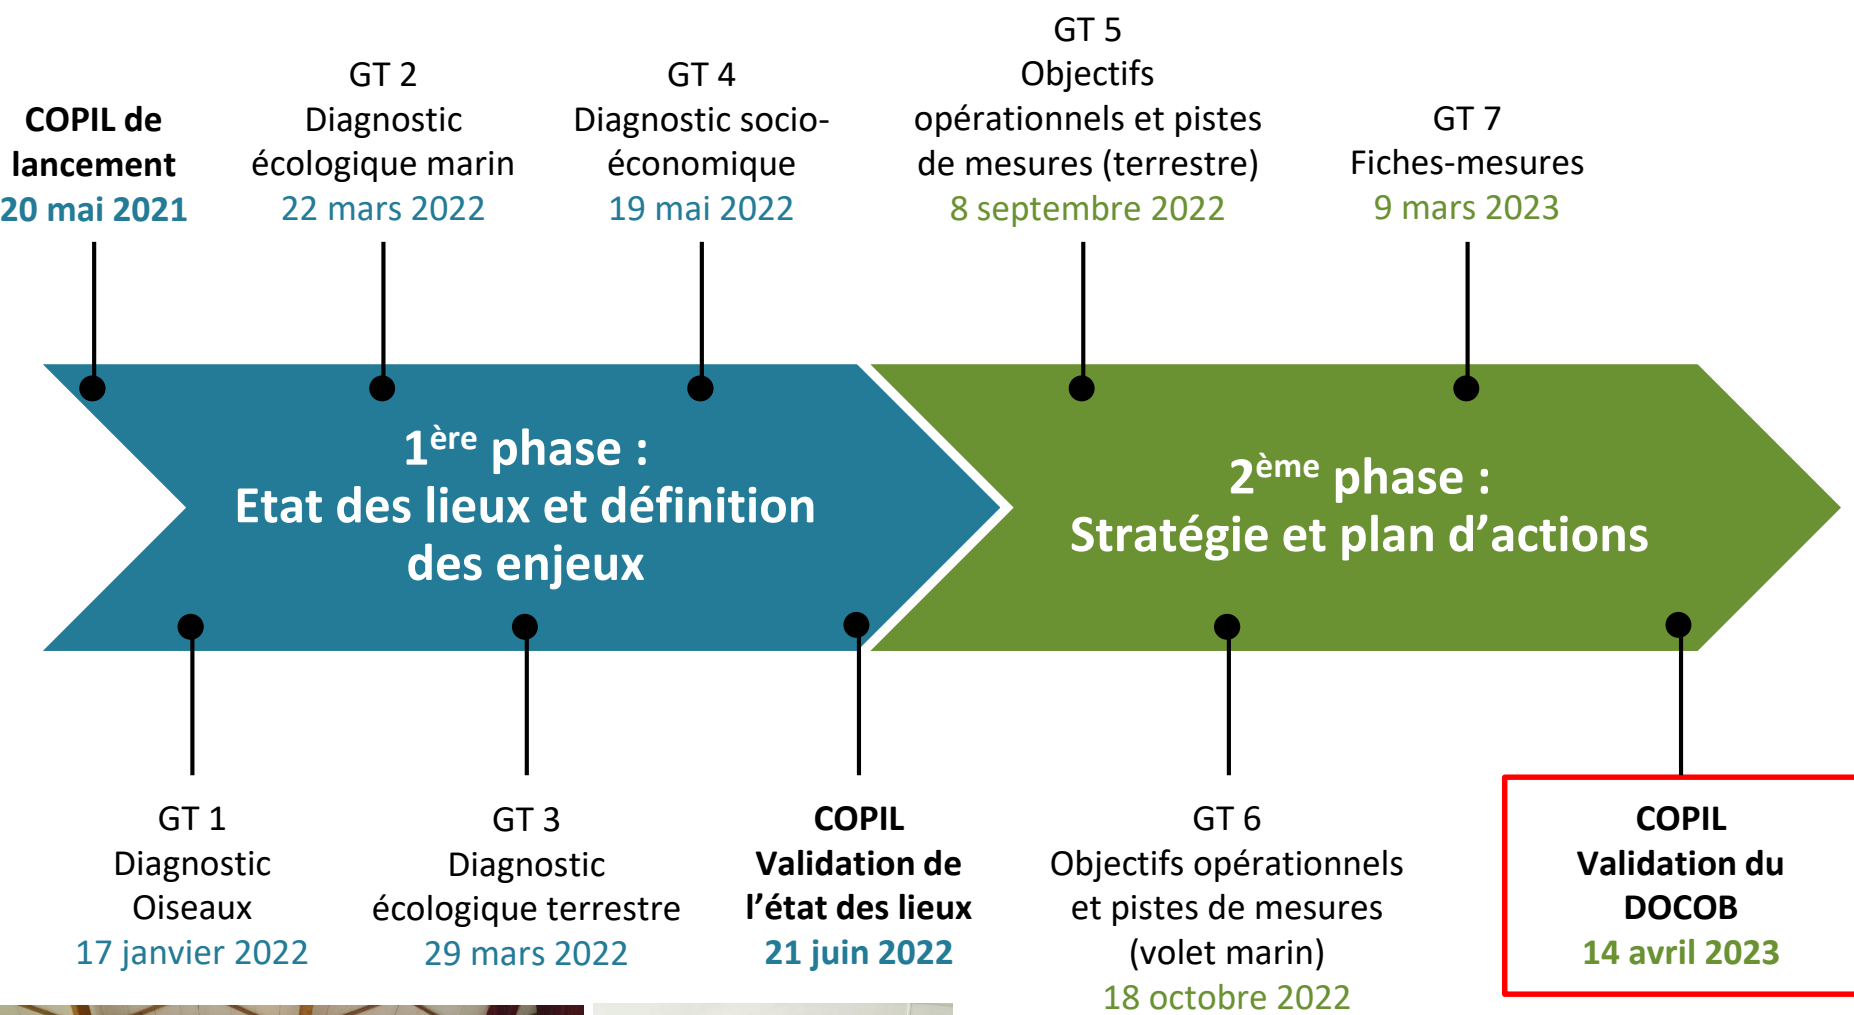 COPIL de
lancement
20 mai 2021
GT 2
Diagnostic
écologique marin
22 mars 2022
GT 4
Diagnostic socio-
économique
19 mai 2022
GT 5
Objectifs
opérationnels et pistes
de mesures (terrestre)
8 septembre 2022
GT 7
Fiches-mesures
9 mars 2023
1ère phase :
Etat des lieux et définition
des enjeux
2ème phase :
Stratégie et plan d’actions
GT 1
Diagnostic
Oiseaux
17 janvier 2022
GT 3
Diagnostic
écologique terrestre
29 mars 2022
COPIL
Validation de
l’état des lieux
21 juin 2022
GT 6
Objectifs opérationnels
et pistes de mesures
(volet marin)
18 octobre 2022
COPIL
Validation du
DOCOB
14 avril 2023